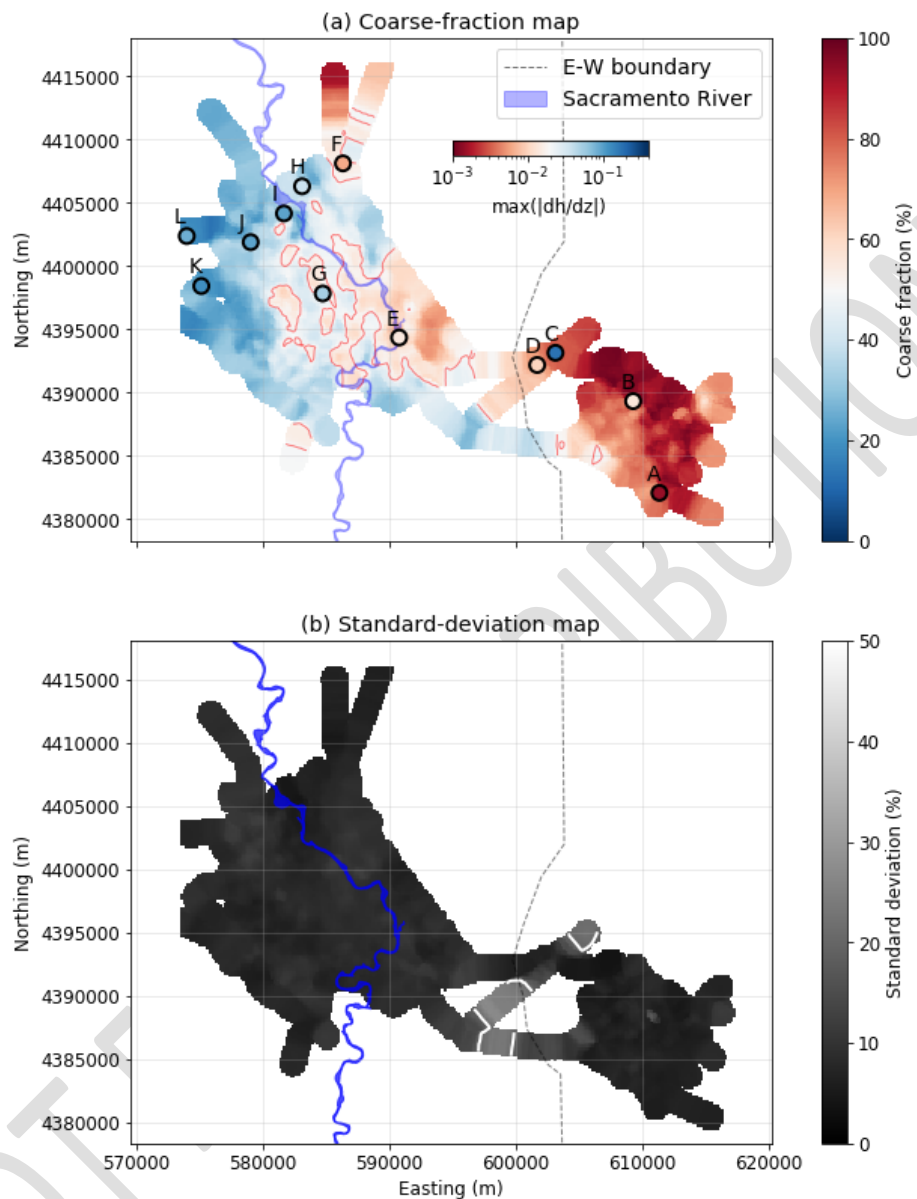 (a) Coarse-fraction map
E-W boundary
Sacramento River
10⁻³ 10⁻² 10⁻¹
max(|dh/dz|)
4415000
4410000
4405000
4400000
4395000
4390000
4385000
4380000
Northing (m)
F
H
I
L
J
K
G
E
D
C
B
A
100
80
60
40
20
0
Coarse fraction (%)
(b) Standard-deviation map
4415000
4410000
4405000
4400000
4395000
4390000
4385000
4380000
Northing (m)
570000 580000 590000 600000 610000 620000
Easting (m)
50
40
30
20
10
0
Standard deviation (%)